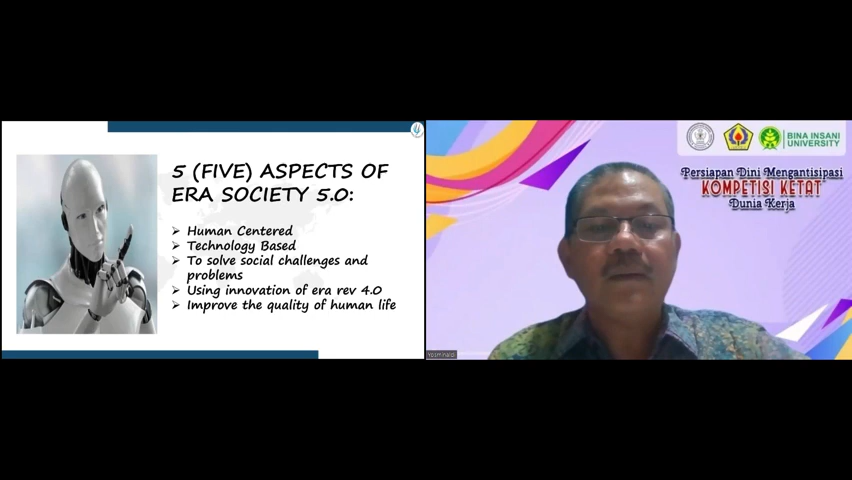 5 (FIVE) ASPECTS OF
ERA SOCIETY 5.0:
➢ Human Centered
➢ Technology Based
➢ To solve social challenges and
problems
➢ Using innovation of era rev 4.0
➢ Improve the quality of human life
BINA INSANI
UNIVERSITY
Persiapan Dini Mengantisipasi
KOMPETISI KETAT
Dunia Kerja